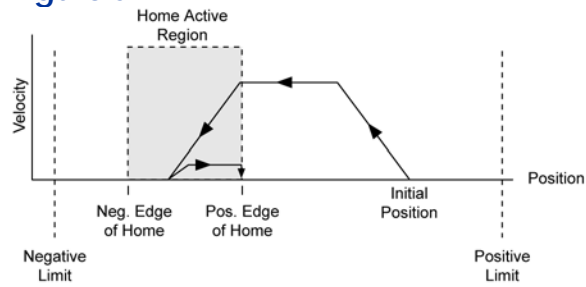 Home Active
Region
Velocity
Position
Neg. Edge
of Home
Pos. Edge
of Home
Initial
Position
Negative
Limit
Positive
Limit